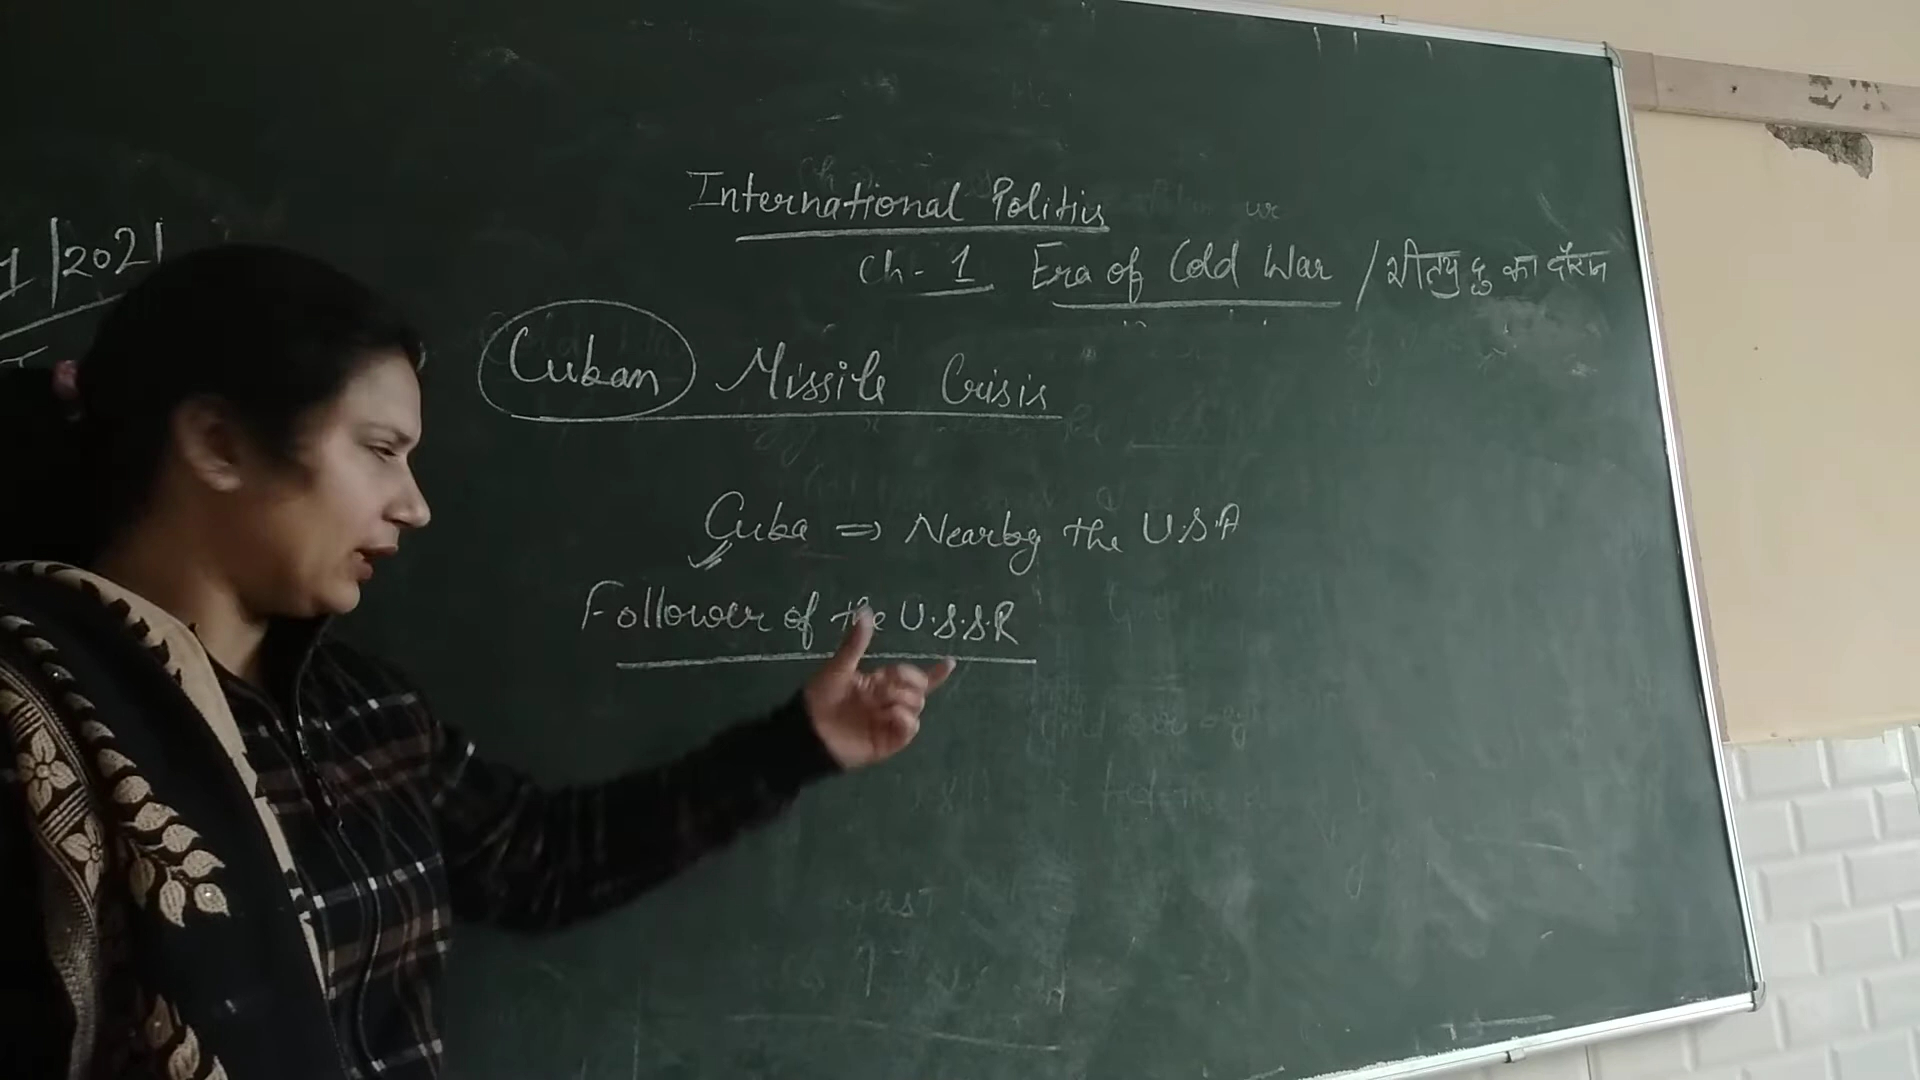 1/2021
International Politics
Ch-1 Era of Cold War / शीतयुद्ध का दौर
Cuban Missile Crisis
Cuba ⇒ Nearby the U.S.A
Follower of the U.S.S.R